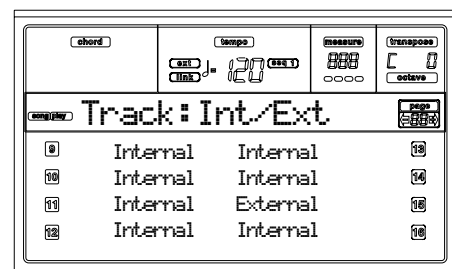 chord tempo measure transpose
ext link ♩= 120 seq 1 888 C 0
octave
song play Track:Int/Ext page 88
9 Internal Internal 13
10 Internal Internal 14
11 Internal External 15
12 Internal Internal 16